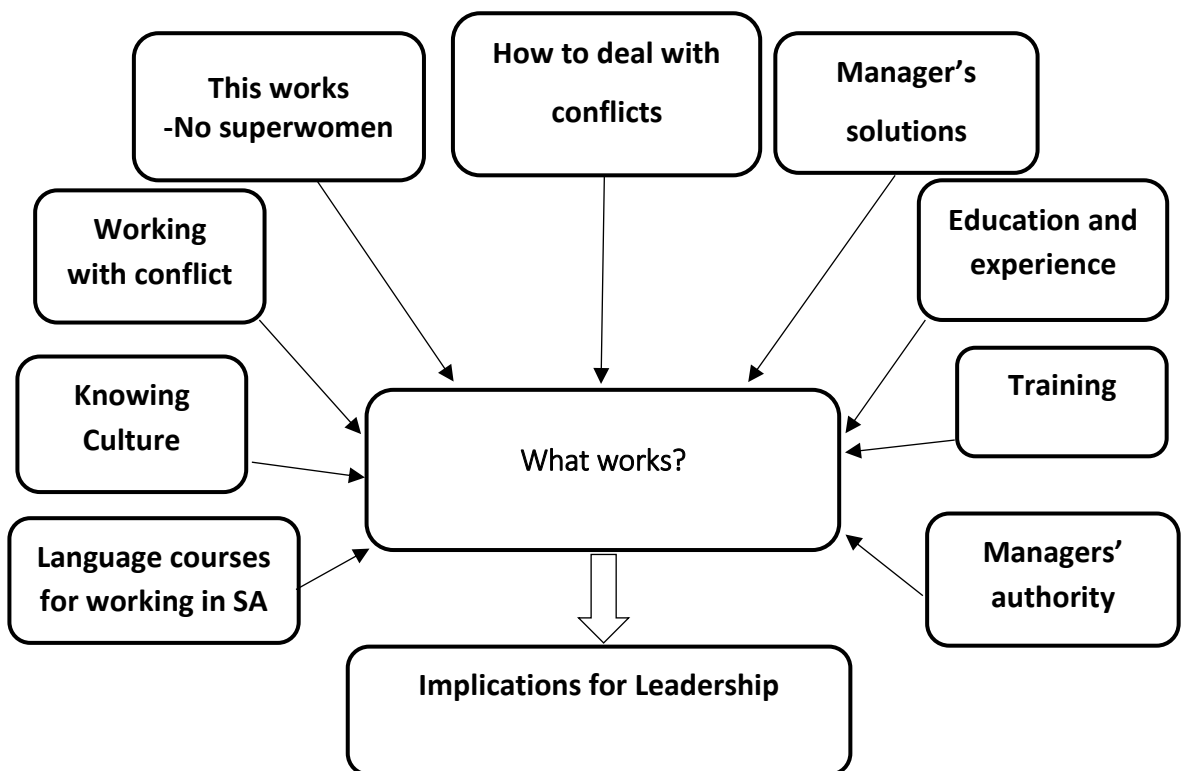 This works
-No superwomen
How to deal with
conflicts
Manager’s
solutions
Working
with conflict
Education and
experience
Knowing
Culture
Training
What works?
Language courses
for working in SA
Managers’
authority
Implications for Leadership